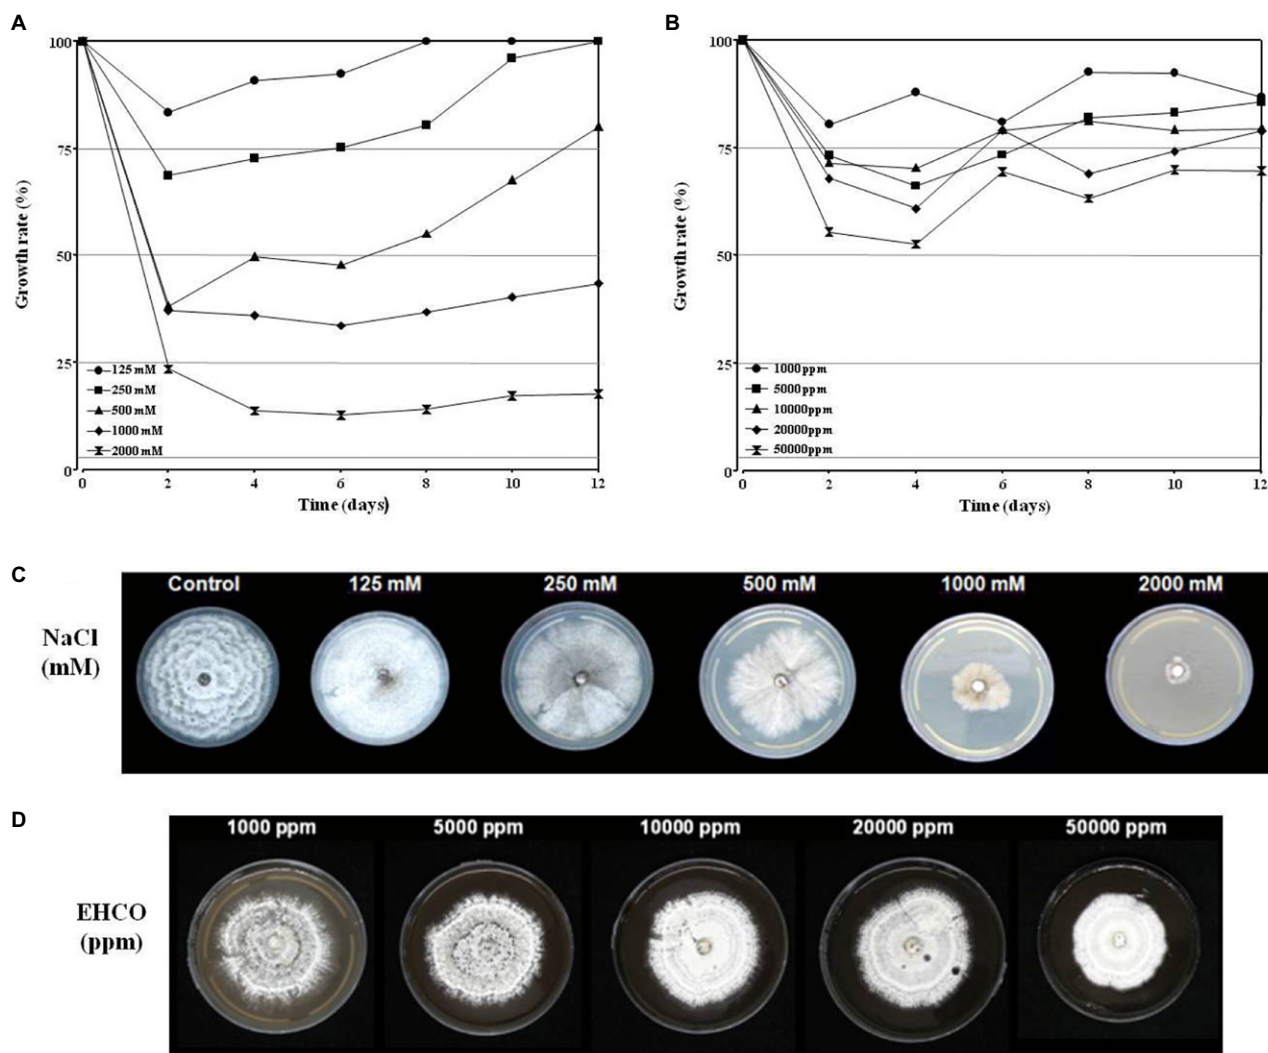 A
100
75
50
25
0
Growth rate (%)
125 mM
250 mM
500 mM
1000 mM
2000 mM
0 2 4 6 8 10 12
Time (days)
B
100
75
50
25
0
Growth rate (%)
1000ppm
5000ppm
10000ppm
20000ppm
50000ppm
0 2 4 6 8 10 12
Time (days)
C
NaCl
(mM)
Control 125 mM 250 mM 500 mM 1000 mM 2000 mM
D
EHCO
(ppm)
1000 ppm 5000 ppm 10000 ppm 20000 ppm 50000 ppm